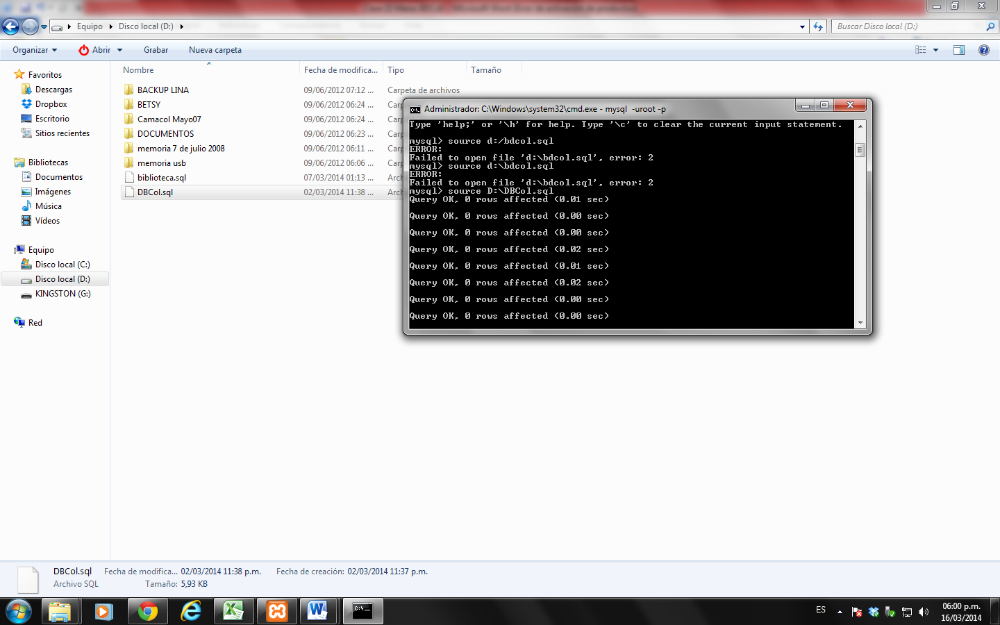 Equipo Disco local (D:) Buscar Disco local (D:)
Organizar Abrir Grabar Nueva carpeta
Nombre Fecha de modifica... Tipo Tamaño
Favoritos
Descargas
Dropbox
Escritorio
Sitios recientes
Bibliotecas
Documentos
Imágenes
Música
Vídeos
Equipo
Disco local (C:)
Disco local (D:)
KINGSTON (G:)
Red
BACKUP LINA 09/06/2012 07:12 ... Carpeta de archivos
BETSY 09/06/2012 06:24 ... Carp
Camacol Mayo07 09/06/2012 06:24 ... Carp
DOCUMENTOS 09/06/2012 06:23 ... Carp
memoria 7 de julio 2008 09/06/2012 06:11 ... Carp
memoria usb 09/06/2012 06:06 ... Carp
biblioteca.sql 07/03/2014 01:13 ... Arch
DBCol.sql 02/03/2014 11:38 ... Arch
Administrador: C:\Windows\system32\cmd.exe - mysql -uroot -p
Type 'help;' or '\h' for help. Type '\c' to clear the current input statement.
mysql> source d:/bdcol.sql
ERROR:
Failed to open file 'd:\bdcol.sql', error: 2
mysql> source d:\bdcol.sql
ERROR:
Failed to open file 'd:\bdcol.sql', error: 2
mysql> source D:\DBCol.sql
Query OK, 0 rows affected (0.01 sec)
Query OK, 0 rows affected (0.00 sec)
Query OK, 0 rows affected (0.00 sec)
Query OK, 0 rows affected (0.02 sec)
Query OK, 0 rows affected (0.01 sec)
Query OK, 0 rows affected (0.02 sec)
Query OK, 0 rows affected (0.00 sec)
Query OK, 0 rows affected (0.00 sec)
DBCol.sql Fecha de modifica... 02/03/2014 11:38 p.m. Fecha de creación: 02/03/2014 11:37 p.m.
Archivo SQL Tamaño: 5,93 KB
ES 06:00 p.m.
16/03/2014